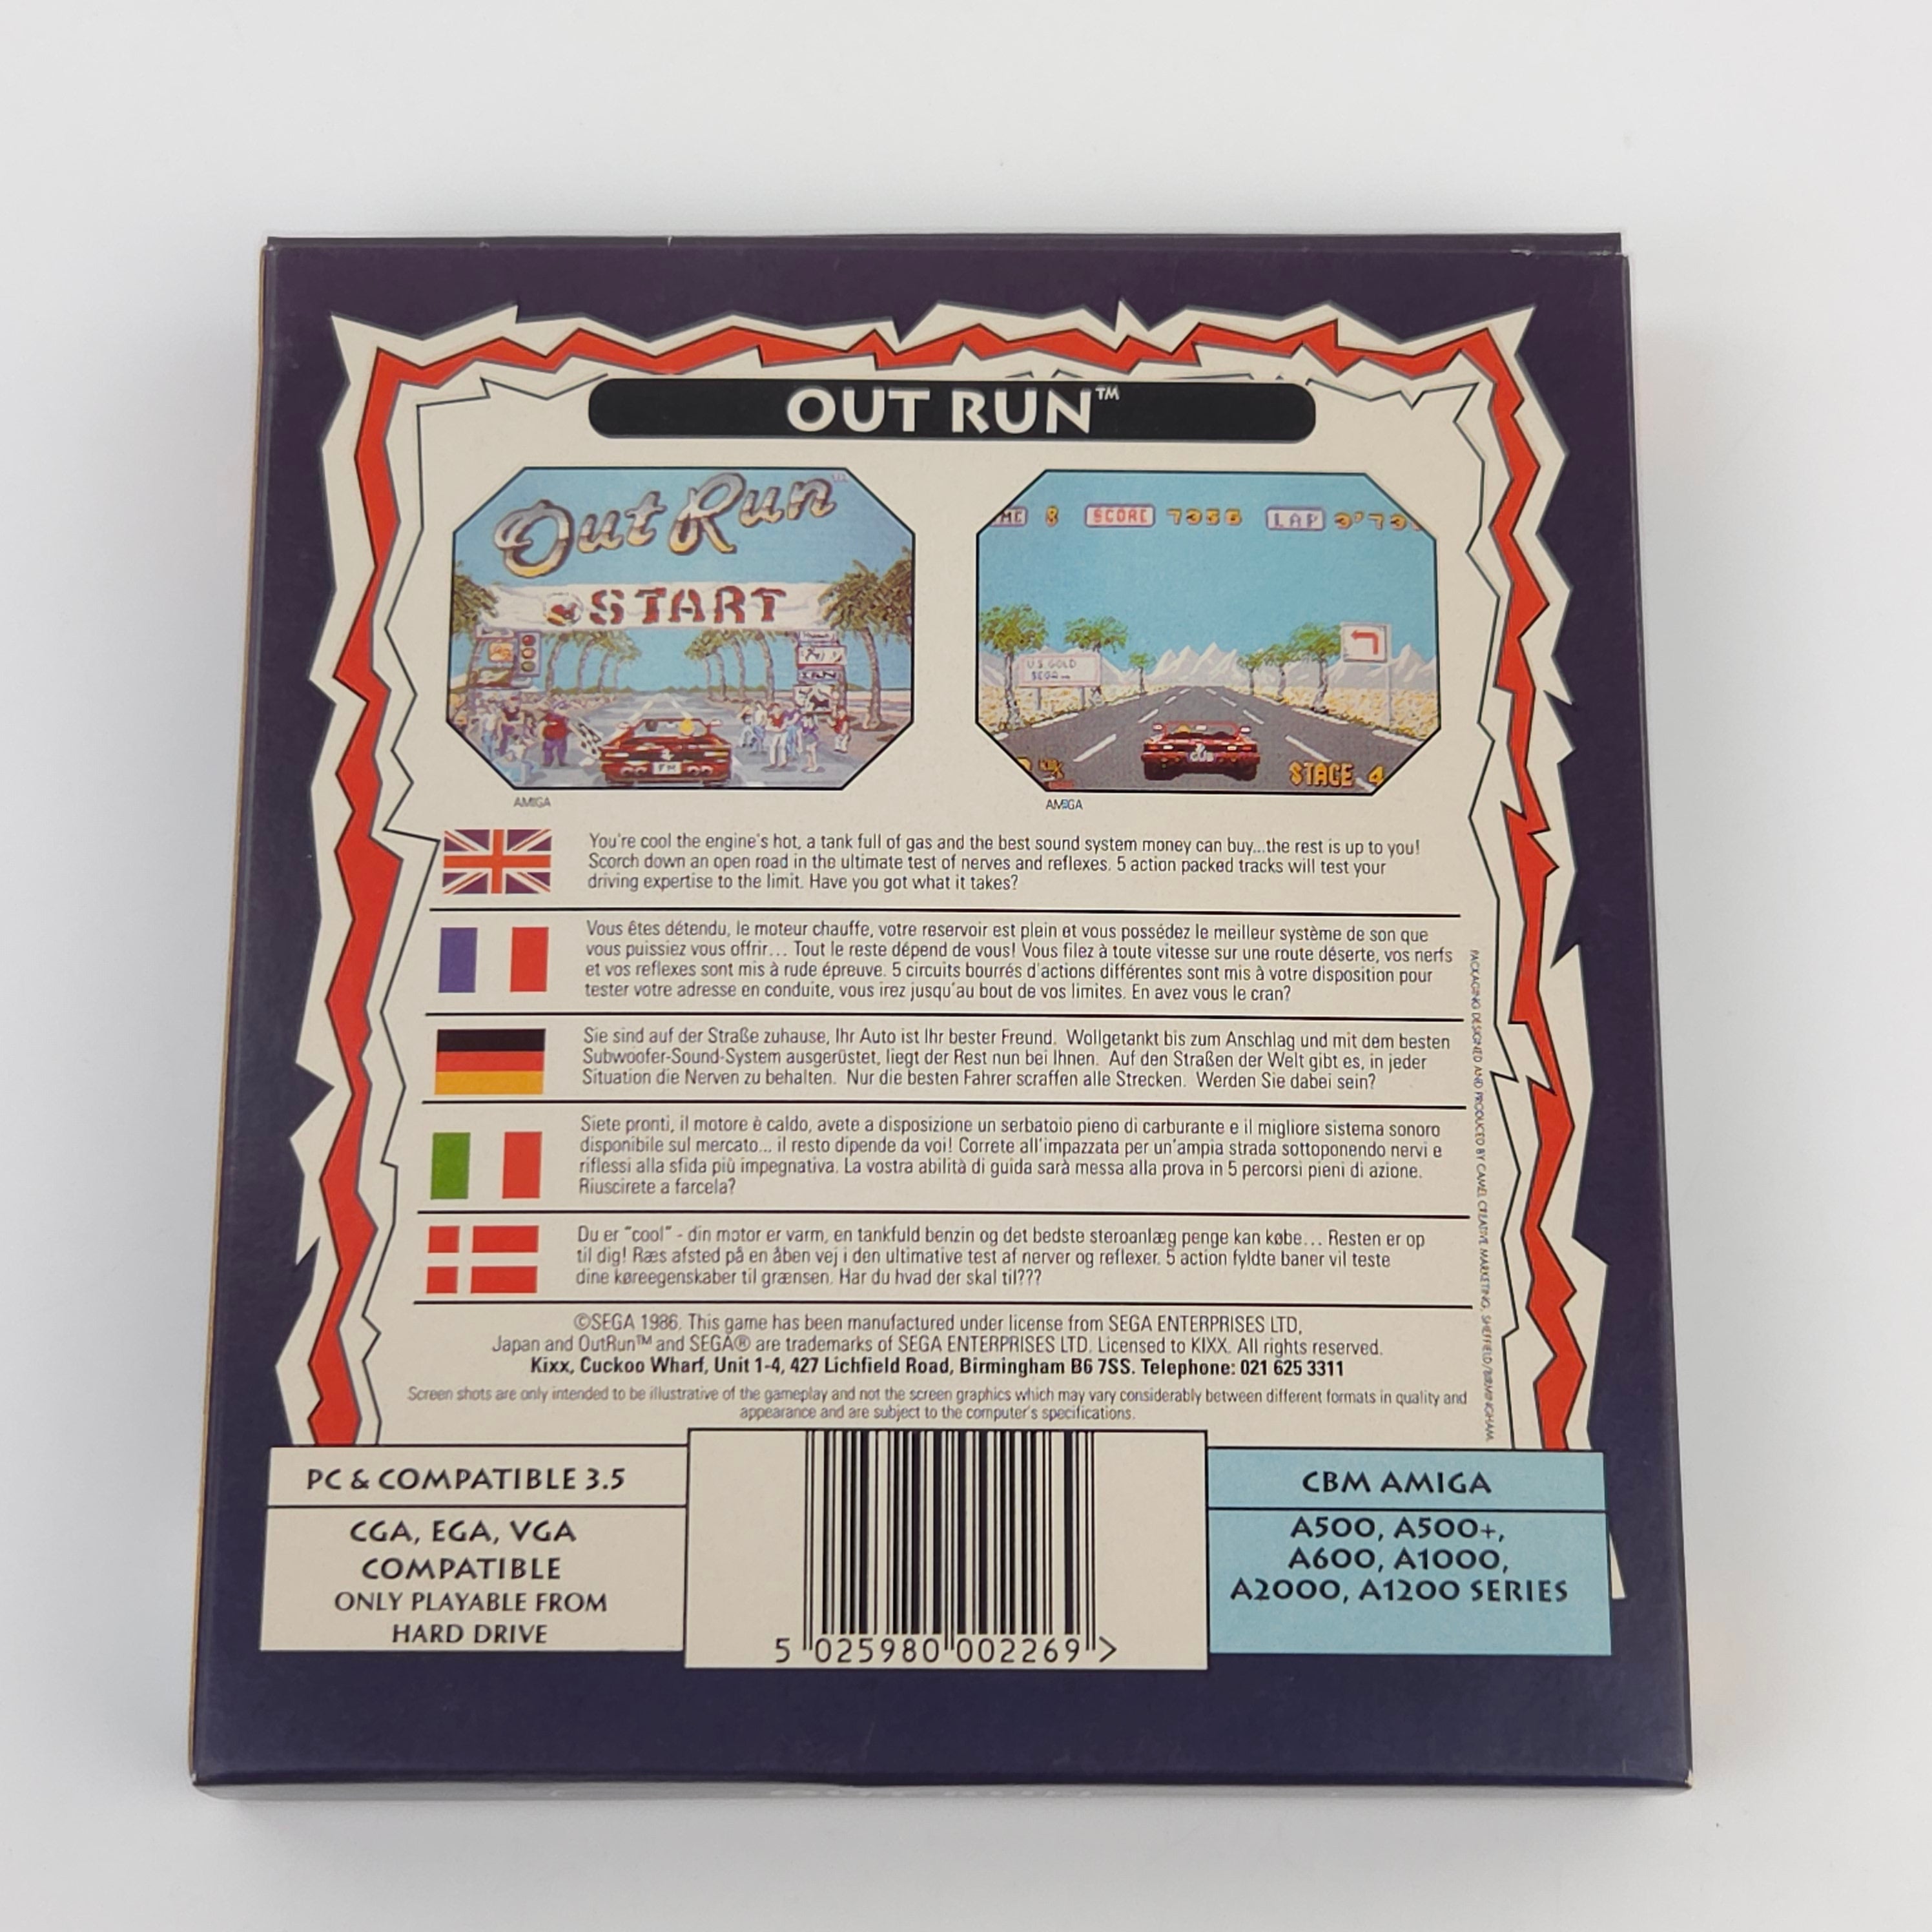 OUT RUN™
Out Run
START
FM
8 SCORE 7355 LAP 3'73
U.S. GOLD
STAGE 4
AMIGA
AMIGA
You're cool the engine's hot, a tank full of gas and the best sound system money can buy...the rest is up to you!
Scorch down an open road in the ultimate test of nerves and reflexes. 5 action packed tracks will test your
driving expertise to the limit. Have you got what it takes?
Vous êtes détendu, le moteur chauffe, votre reservoir est plein et vous possédez le meilleur système de son que
vous puissiez vous offrir... Tout le reste dépend de vous! Vous filez à toute vitesse sur une route déserte, vos nerfs
et vos reflexes sont mis à rude épreuve. 5 circuits bourrés d'actions différentes sont mis à votre disposition pour
tester votre adresse en conduite, vous irez jusqu'au bout de vos limites. En avez vous le cran?
Sie sind auf der Straße zuhause, Ihr Auto ist Ihr bester Freund. Wollgetankt bis zum Anschlag und mit dem besten
Subwoofer-Sound-System ausgerüstet, liegt der Rest nun bei Ihnen. Auf den Straßen der Welt gibt es, in jeder
Situation die Nerven zu behalten. Nur die besten Fahrer scraffen alle Strecken. Werden Sie dabei sein?
Siete pronti, il motore è caldo, avete a disposizione un serbatoio pieno di carburante e il migliore sistema sonoro
disponibile sul mercato... il resto dipende da voi! Correte all'impazzata per un'ampia strada sottoponendo nervi e
riflessi alla sfida più impegnativa. La vostra abilità di guida sarà messa alla prova in 5 percorsi pieni di azione.
Riuscirete a farcela?
Du er "cool" - din motor er varm, en tankfuld benzin og det bedste steroanlæg penge kan købe... Resten er op
til dig! Ræs afsted på en åben vej i den ultimative test af nerver og reflexer. 5 action fyldte baner vil teste
dine køreegenskaber til grænsen. Har du hvad der skal til???
©SEGA 1986. This game has been manufactured under license from SEGA ENTERPRISES LTD,
Japan and OutRun™ and SEGA® are trademarks of SEGA ENTERPRISES LTD. Licensed to KIXX. All rights reserved.
Kixx, Cuckoo Wharf, Unit 1-4, 427 Lichfield Road, Birmingham B6 7SS. Telephone: 021 625 3311
Screen shots are only intended to be illustrative of the gameplay and not the screen graphics which may vary considerably between different formats in quality and
appearance and are subject to the computer's specifications.
PACKAGING DESIGNED AND PRODUCED BY CAMEL CREATIVE MARKETING, SHEFFIELD/BIRMINGHAM.
PC & COMPATIBLE 3.5
CGA, EGA, VGA
COMPATIBLE
ONLY PLAYABLE FROM
HARD DRIVE
5 025980 002269 >
CBM AMIGA
A500, A500+,
A600, A1000,
A2000, A1200 SERIES